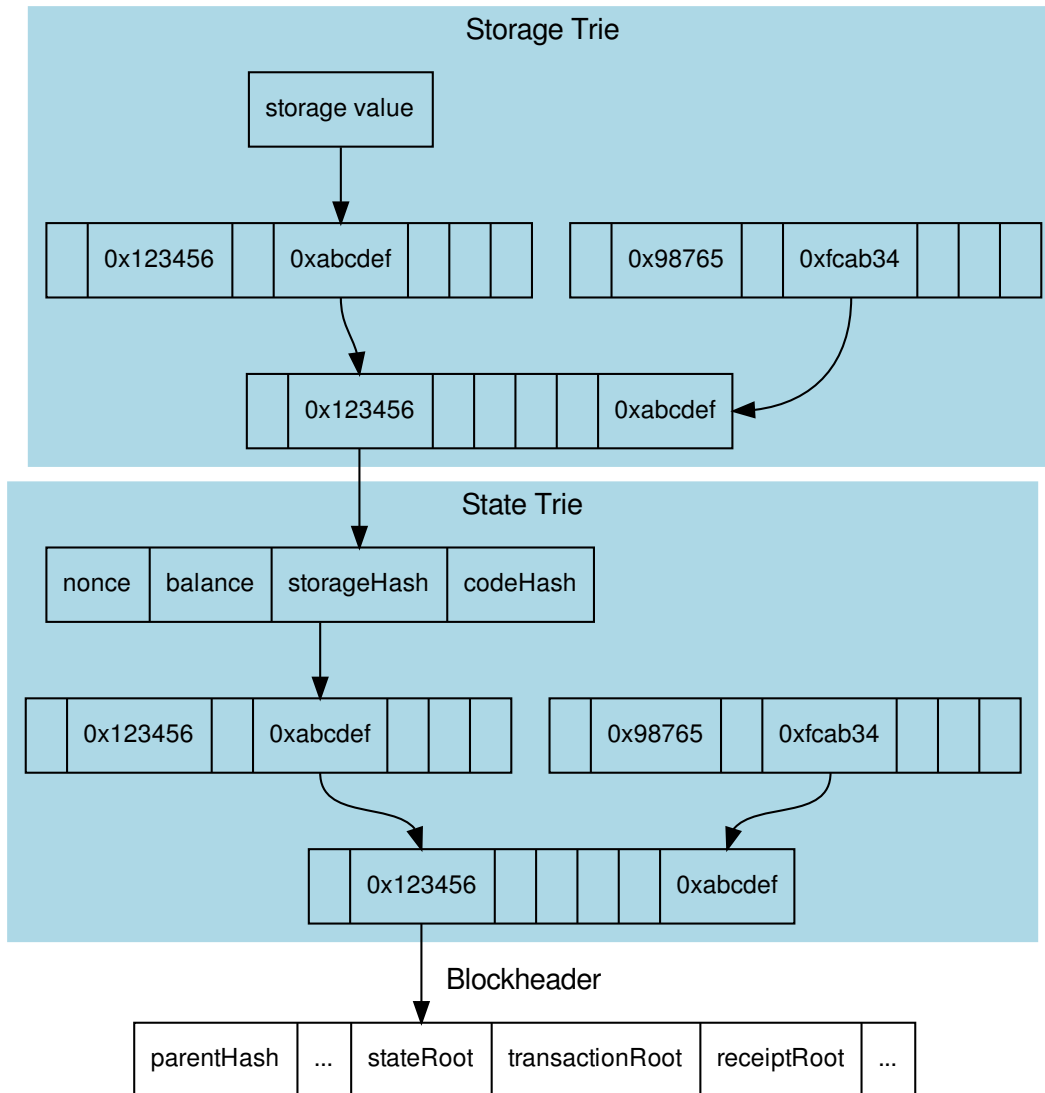 Storage Trie
storage value
0x123456 0xabcdef 0x98765 0xfcab34
0x123456 0xabcdef
State Trie
nonce balance storageHash codeHash
0x123456 0xabcdef 0x98765 0xfcab34
0x123456 0xabcdef
Blockheader
parentHash ... stateRoot transactionRoot receiptRoot ...